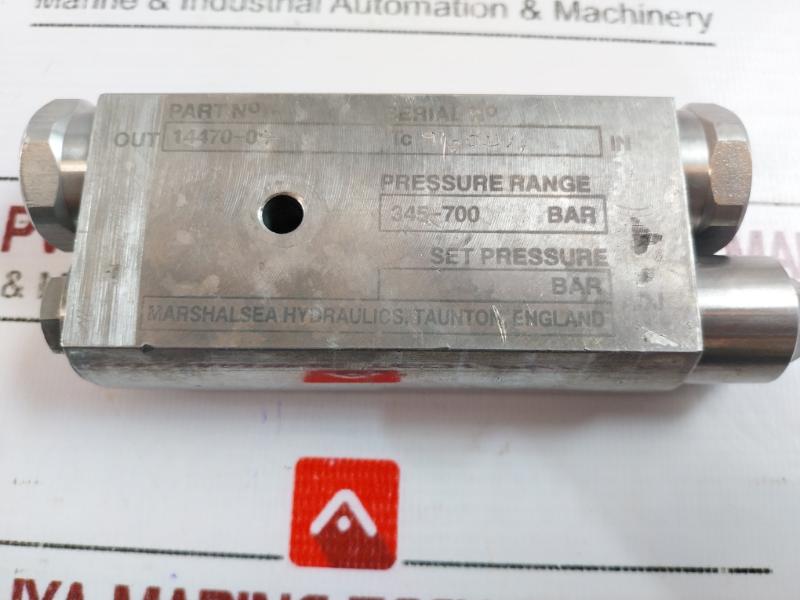 Marine & Industrial Automation & Machinery
PART Nº SERIAL Nº
OUT 14470-0 IN
PRESSURE RANGE
345-700 BAR
SET PRESSURE
BAR
MARSHALSEA HYDRAULICS, TAUNTON, ENGLAND